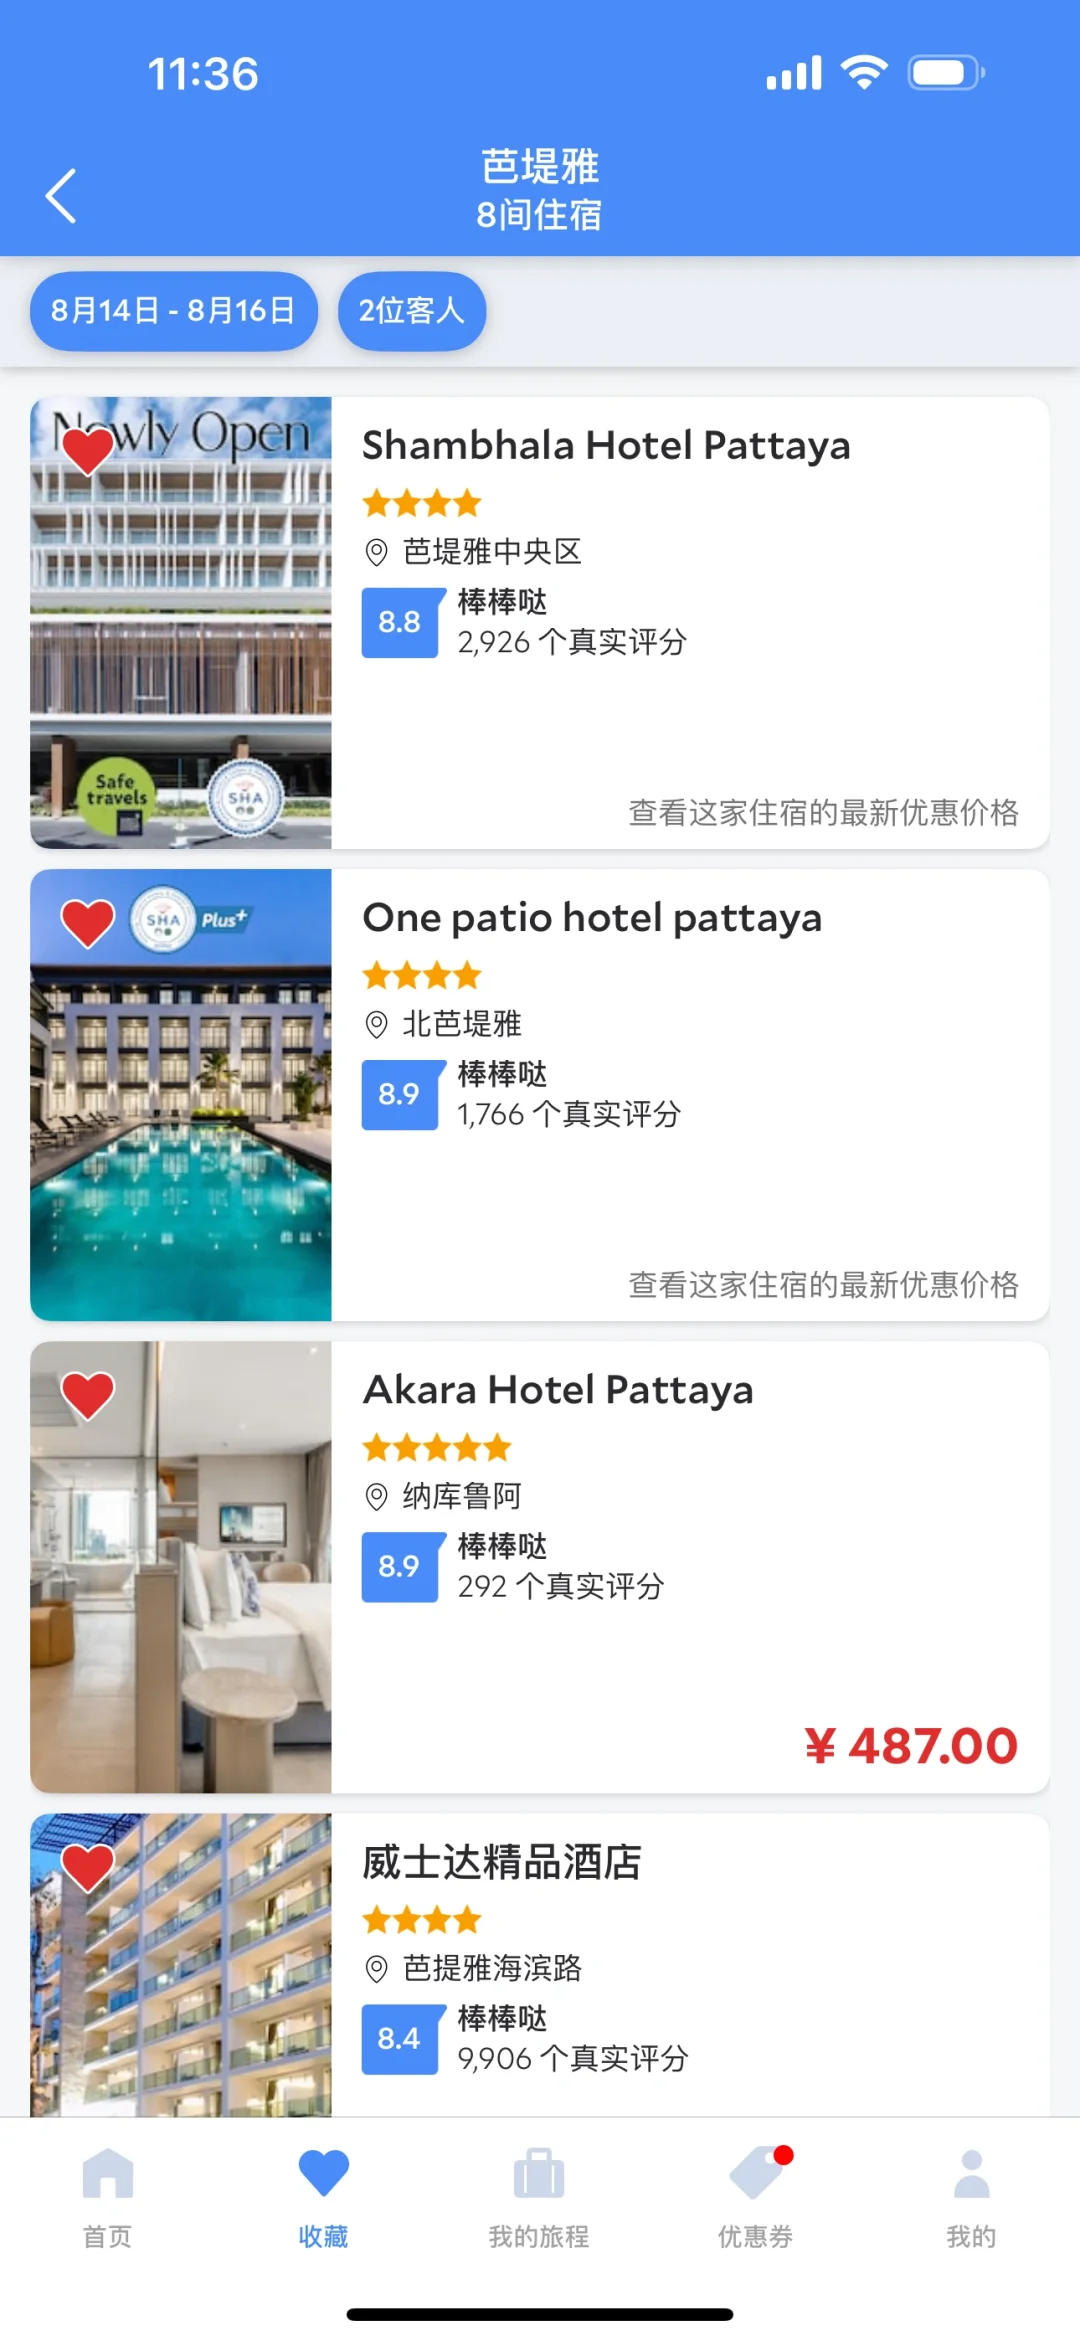 11:36
芭堤雅
8间住宿
8月14日 - 8月16日
2位客人
Newly Open
Shambhala Hotel Pattaya
芭堤雅中央区
8.8
棒棒哒
2,926 个真实评分
Safe
travels
SHA
查看这家住宿的最新优惠价格
SHA
Plus+
One patio hotel pattaya
北芭堤雅
8.9
棒棒哒
1,766 个真实评分
查看这家住宿的最新优惠价格
Akara Hotel Pattaya
纳库鲁阿
8.9
棒棒哒
292 个真实评分
¥ 487.00
威士达精品酒店
芭提雅海滨路
8.4
棒棒哒
9,906 个真实评分
首页
收藏
我的旅程
优惠券
我的